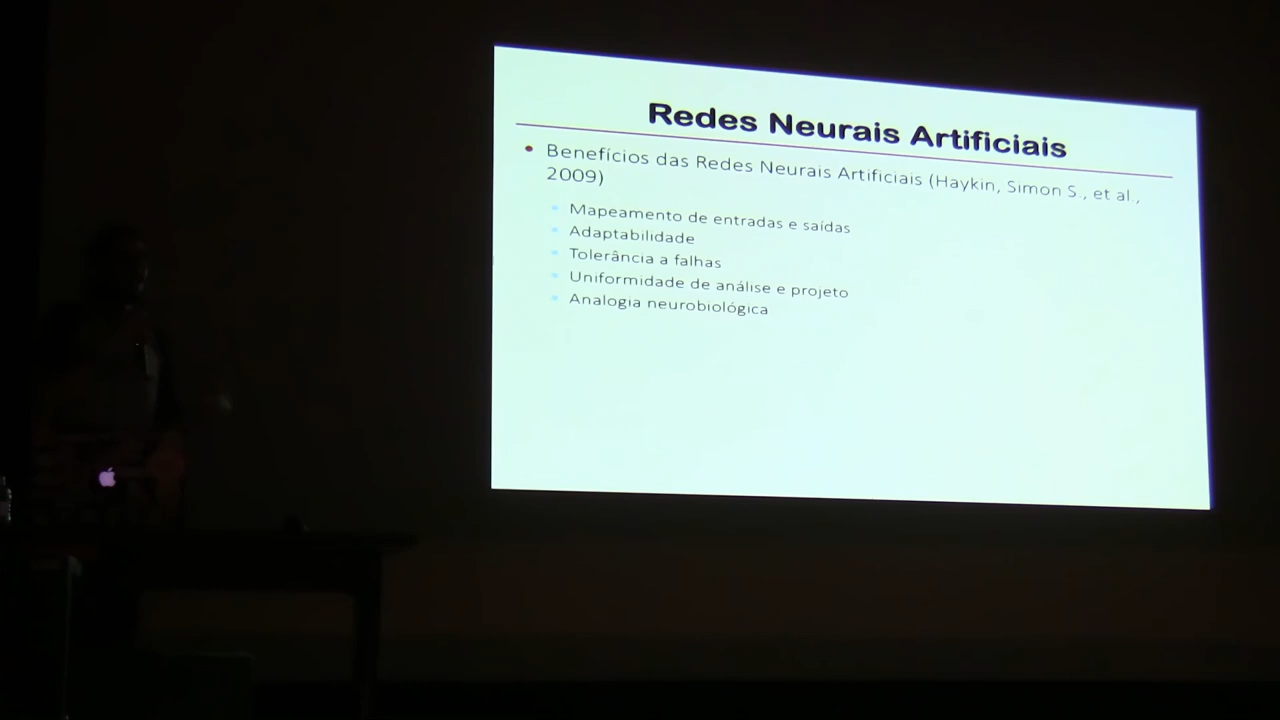 Redes Neurais Artificiais
Benefícios das Redes Neurais Artificiais (Haykin, Simon S., et al.,
2009)
Mapeamento de entradas e saídas
Adaptabilidade
Tolerância a falhas
Uniformidade de análise e projeto
Analogia neurobiológica